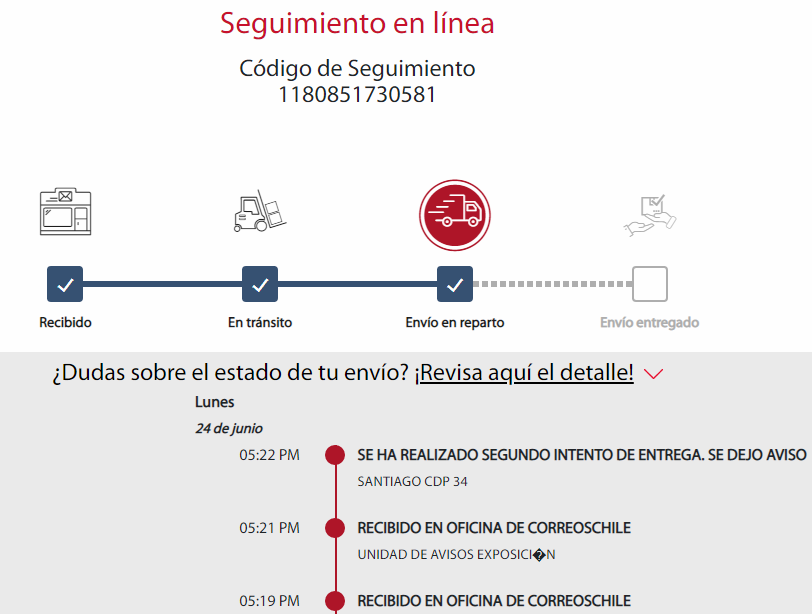 Seguimiento en línea
Código de Seguimiento
1180851730581
Recibido
En tránsito
Envío en reparto
Envío entregado
¿Dudas sobre el estado de tu envío? ¡Revisa aquí el detalle!
Lunes
24 de junio
05:22 PM SE HA REALIZADO SEGUNDO INTENTO DE ENTREGA. SE DEJO AVISO
SANTIAGO CDP 34
05:21 PM RECIBIDO EN OFICINA DE CORREOSCHILE
UNIDAD DE AVISOS EXPOSICI�N
05:19 PM RECIBIDO EN OFICINA DE CORREOSCHILE